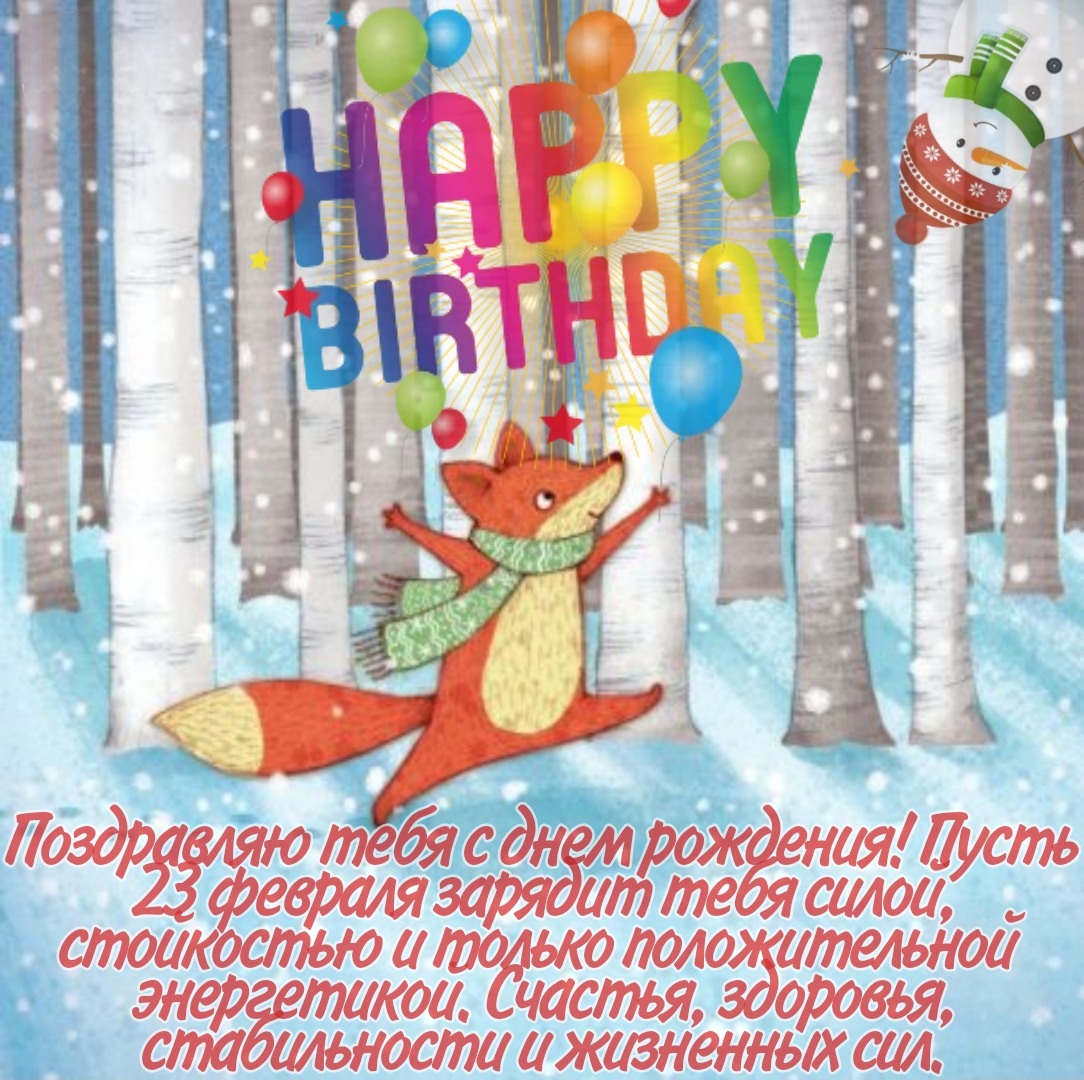 HAPPY
BIRTHDAY
Поздравляю тебя с днем рождения! Пусть
23 февраля зарядит тебя силой,
стойкостью и только положительной
энергетикой. Счастья, здоровья,
стабильности и жизненных сил.